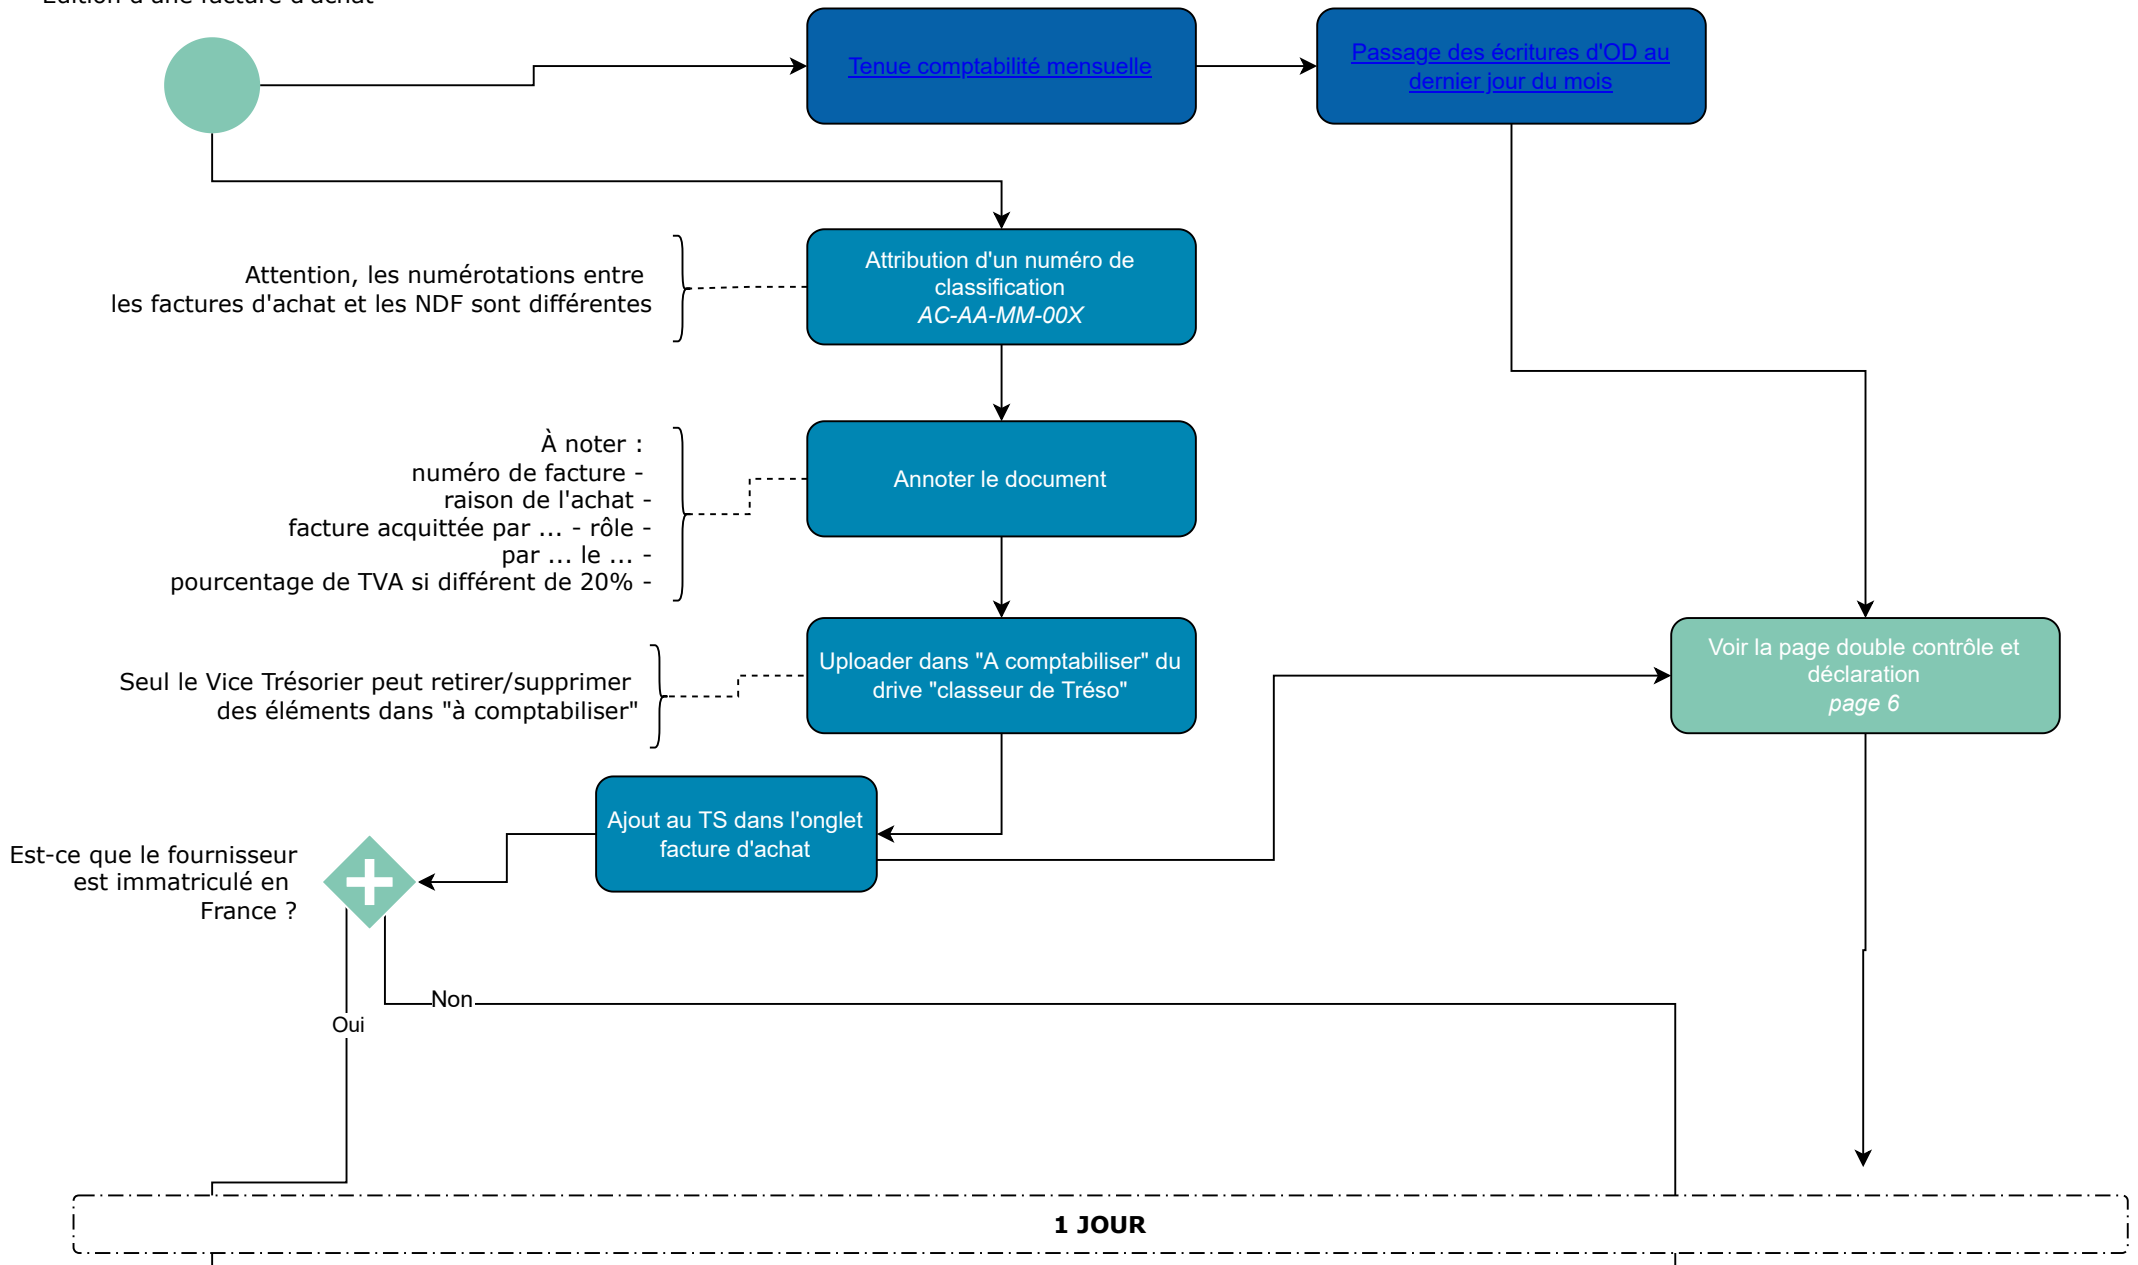 Edition d'une facture d'achat
Tenue comptabilité mensuelle
Passage des écritures d'OD au
dernier jour du mois
Attention, les numérotations entre
les factures d'achat et les NDF sont différentes
Attribution d'un numéro de
classification
AC-AA-MM-00X
À noter :
numéro de facture -
raison de l'achat -
facture acquittée par ... - rôle -
par ... le ... -
pourcentage de TVA si différent de 20% -
Annoter le document
Seul le Vice Trésorier peut retirer/supprimer
des éléments dans "à comptabiliser"
Uploader dans "A comptabiliser" du
drive "classeur de Tréso"
Voir la page double contrôle et
déclaration
page 6
Ajout au TS dans l'onglet
facture d'achat
Est-ce que le fournisseur
est immatriculé en
France ?
Non
Oui
1 JOUR